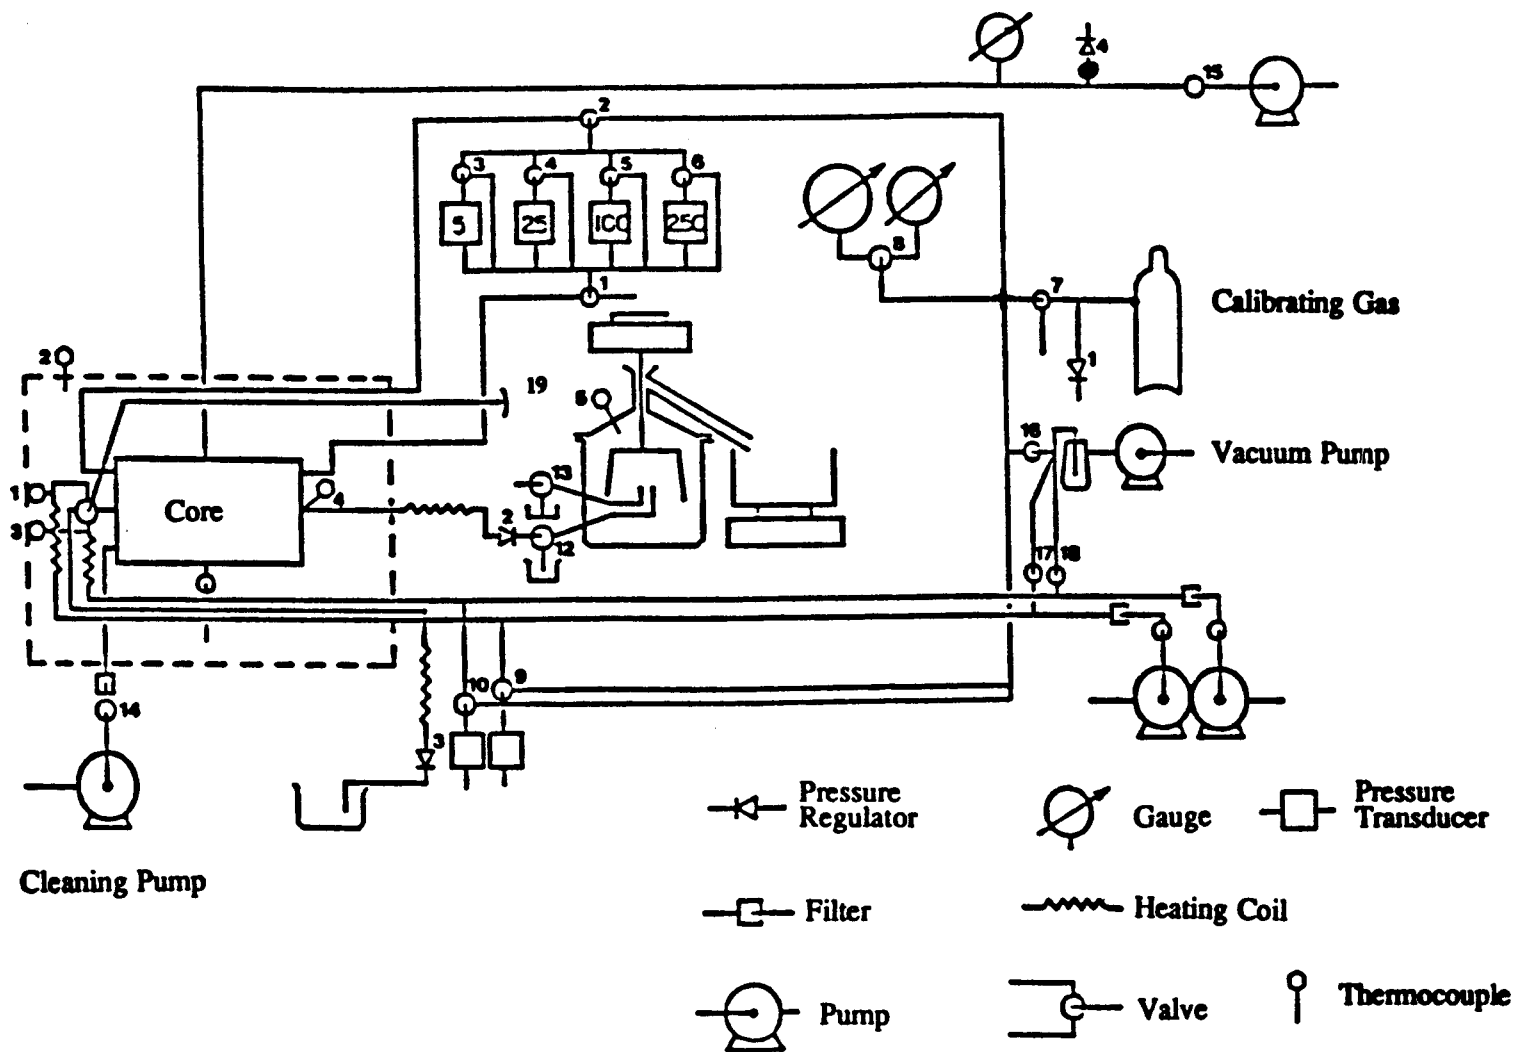 4
15
2
3
4
5
6
5
25
100
250
8
7
1
Calibrating Gas
1
2
19
5
16
Vacuum Pump
1
13
4
Core
3
2
12
17
18
10
9
14
3
Pressure
Regulator
Gauge
Pressure
Transducer
Cleaning Pump
Filter
Heating Coil
Pump
Valve
Thermocouple